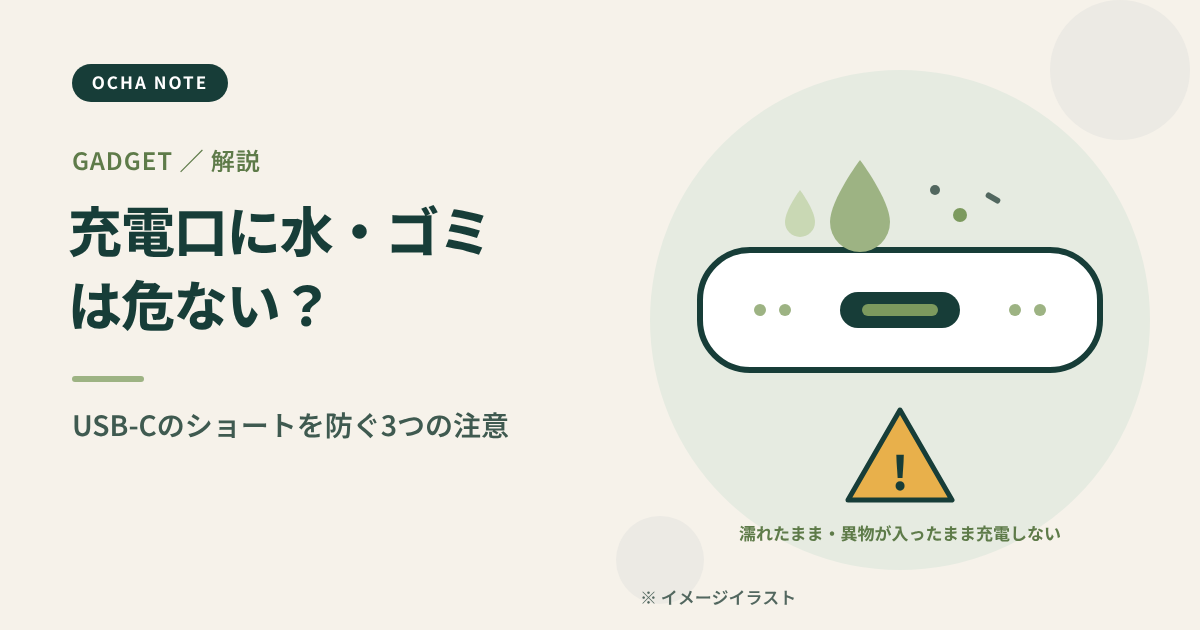 OCHA NOTE
GADGET ／ 解説
充電口に水・ゴミ
は危ない？
USB-Cのショートを防ぐ3つの注意
!
濡れたまま・異物が入ったまま充電しない
※ イメージイラスト